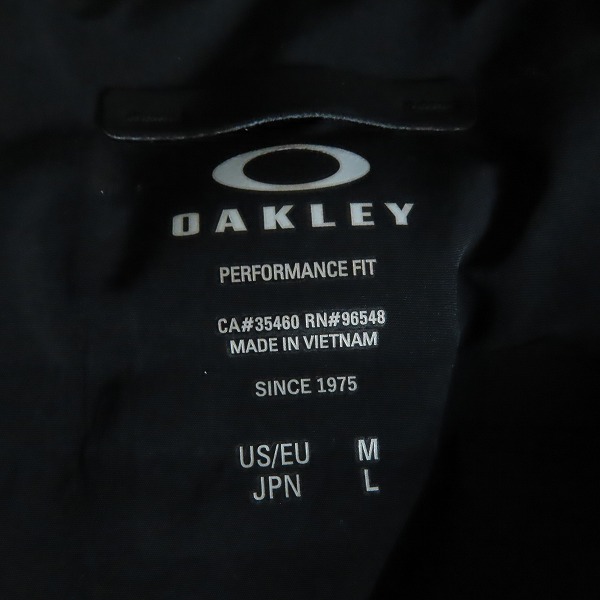 OAKLEY
PERFORMANCE FIT
CA#35460 RN#96548
MADE IN VIETNAM
SINCE 1975
US/EU M
JPN L